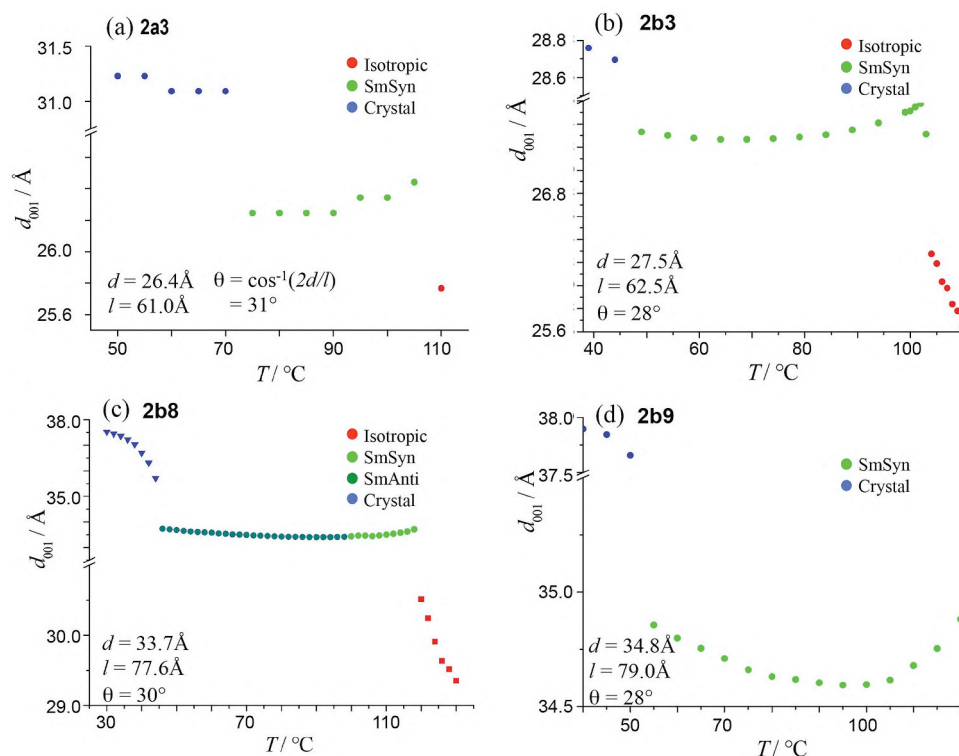 (a) 2a3
31.5
31.0
26.0
25.6
d001 / Å
Isotropic
SmSyn
Crystal
d = 26.4Å θ = cos-1(2d/l)
l = 61.0Å = 31°
50 70 90 110
T / °C
(b) 2b3
28.8
28.6
26.8
25.6
d001 / Å
Isotropic
SmSyn
Crystal
d = 27.5Å
l = 62.5Å
θ = 28°
40 60 80 100
T / °C
(c) 2b8
38.0
35.0
30.0
29.0
d001 / Å
Isotropic
SmSyn
SmAnti
Crystal
d = 33.7Å
l = 77.6Å
θ = 30°
30 70 110
T / °C
(d) 2b9
38.0
37.5
35.0
34.5
d001 / Å
SmSyn
Crystal
d = 34.8Å
l = 79.0Å
θ = 28°
50 70 100
T / °C